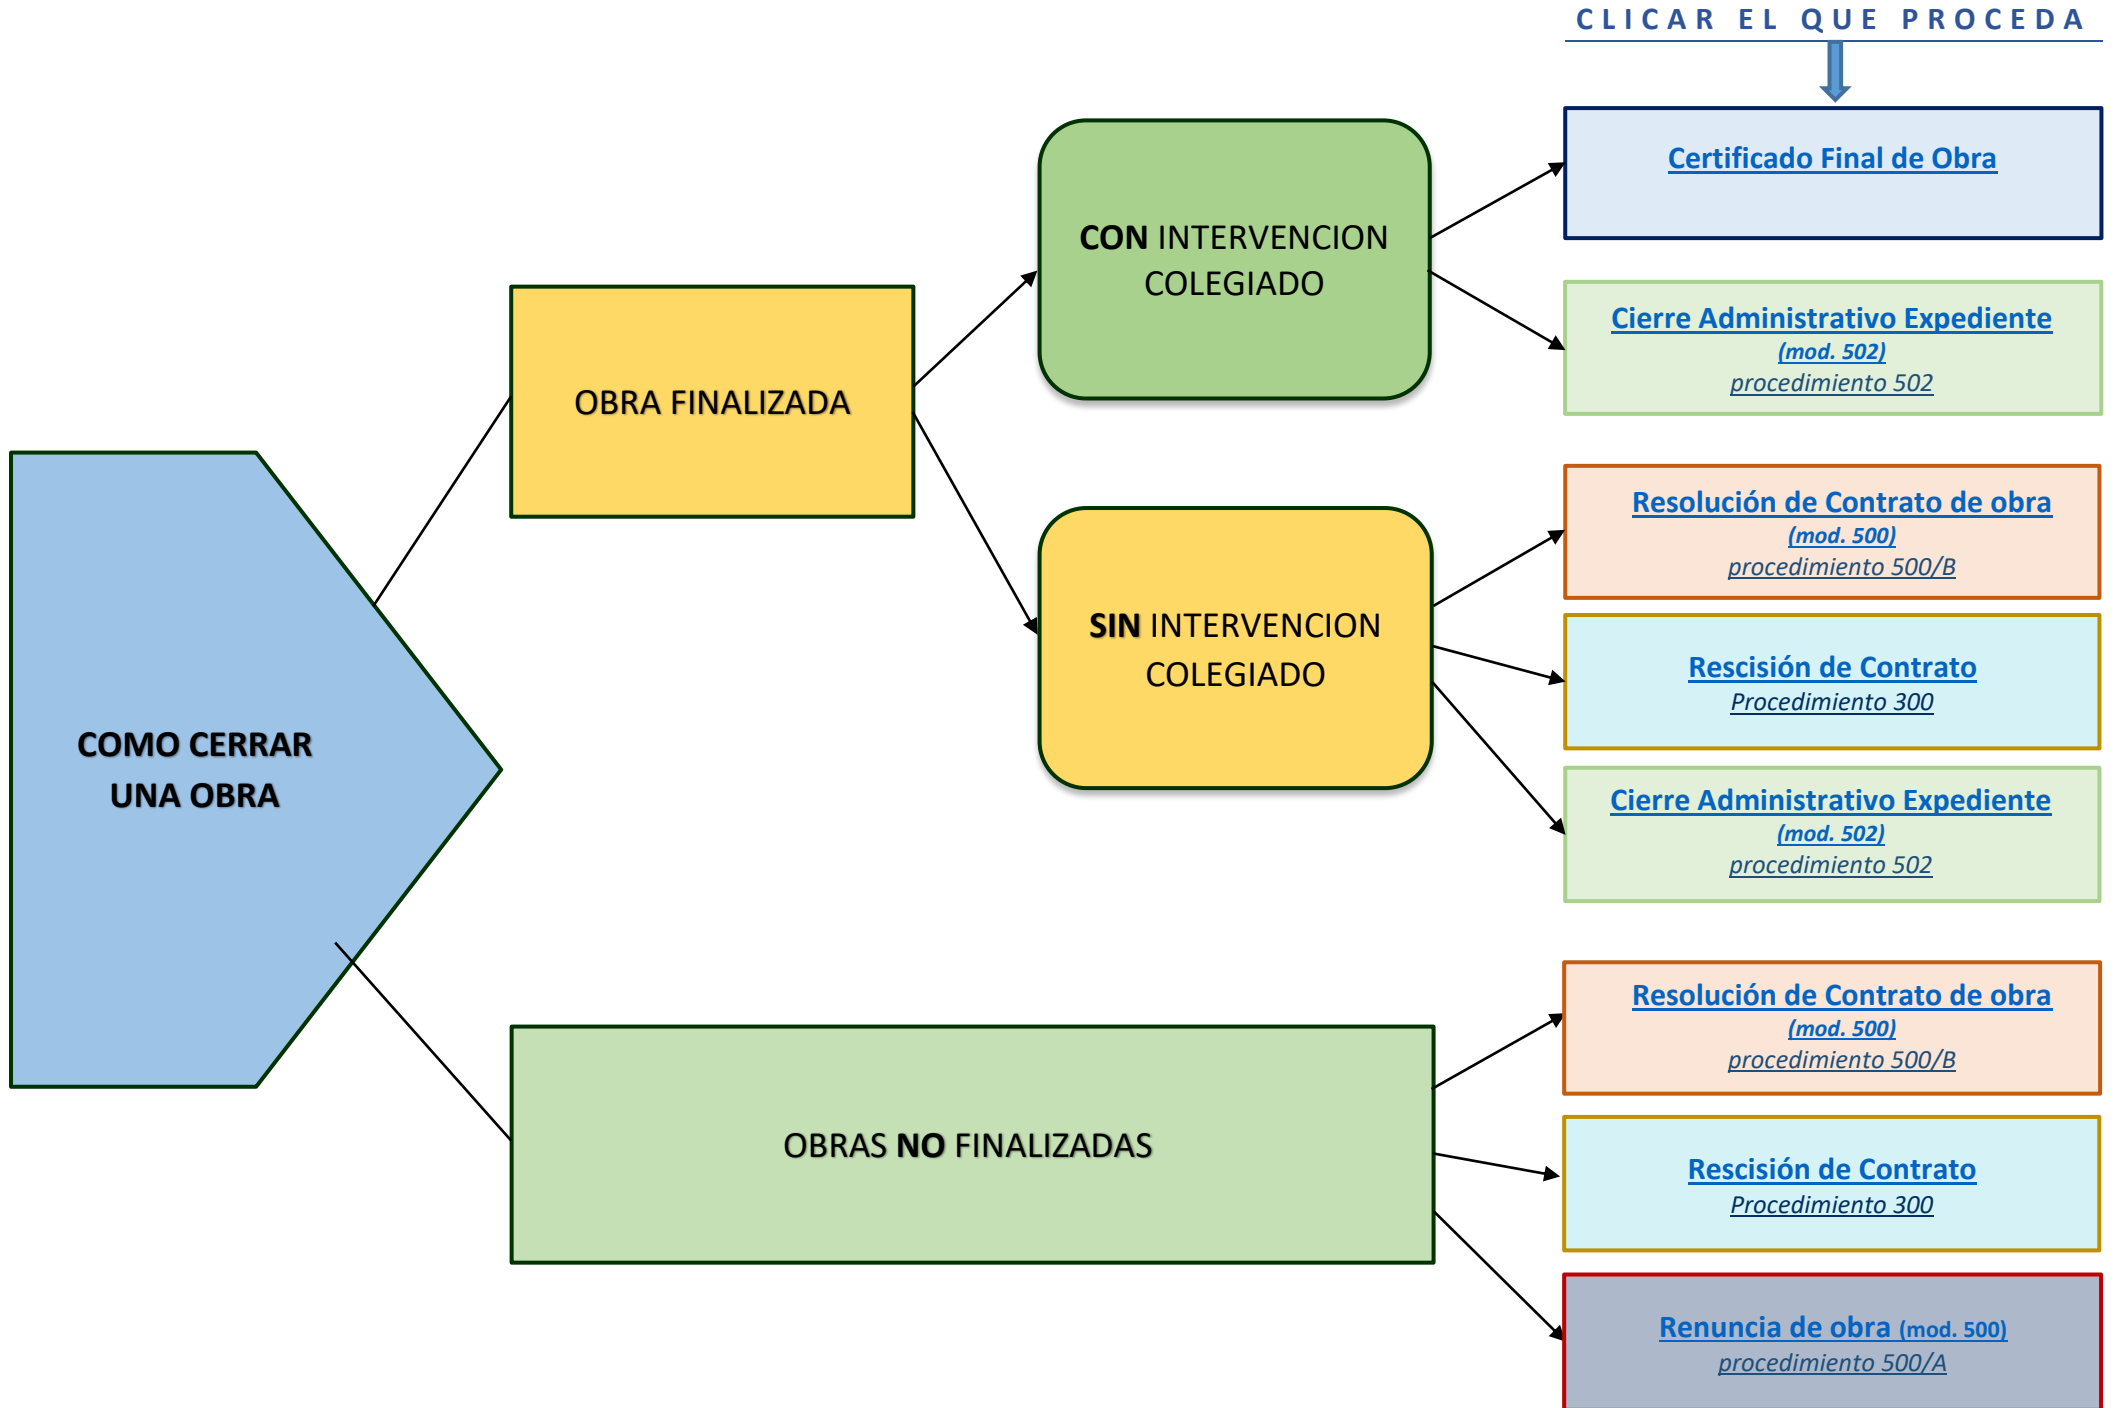 CLICAR EL QUE PROCEDA
Certificado Final de Obra
CON INTERVENCION
COLEGIADO
Cierre Administrativo Expediente
(mod. 502)
procedimiento 502
OBRA FINALIZADA
Resolución de Contrato de obra
(mod. 500)
procedimiento 500/B
SIN INTERVENCION
COLEGIADO
Rescisión de Contrato
Procedimiento 300
COMO CERRAR
UNA OBRA
Cierre Administrativo Expediente
(mod. 502)
procedimiento 502
Resolución de Contrato de obra
(mod. 500)
procedimiento 500/B
OBRAS NO FINALIZADAS
Rescisión de Contrato
Procedimiento 300
Renuncia de obra (mod. 500)
procedimiento 500/A